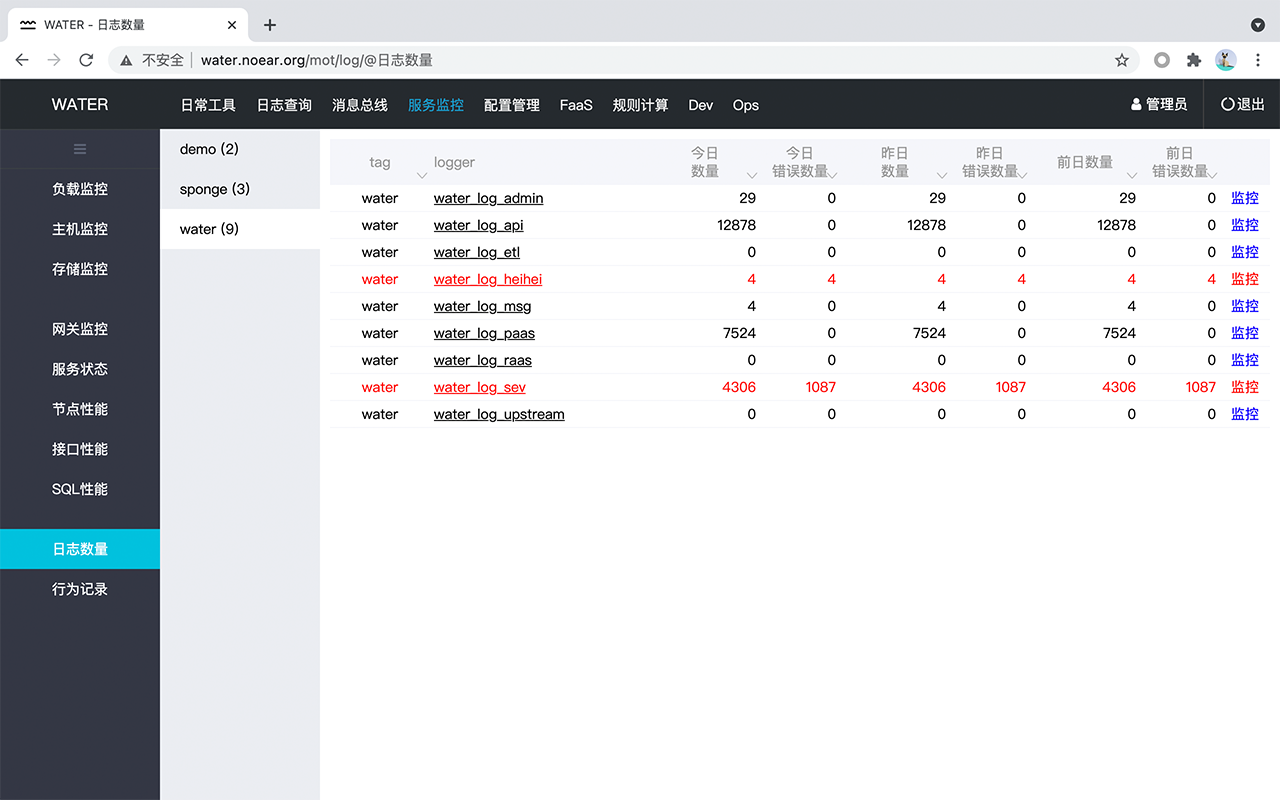 WATER - 日志数量
不安全 water.noear.org/mot/log/@日志数量
WATER 日常工具 日志查询 消息总线 服务监控 配置管理 FaaS 规则计算 Dev Ops 管理员 退出
负载监控
主机监控
存储监控
网关监控
服务状态
节点性能
接口性能
SQL性能
日志数量
行为记录
demo (2)
sponge (3)
water (9)
tag logger 今日数量 今日错误数量 昨日数量 昨日错误数量 前日数量 前日错误数量
water water_log_admin 29 0 29 0 29 0 监控
water water_log_api 12878 0 12878 0 12878 0 监控
water water_log_etl 0 0 0 0 0 0 监控
water water_log_heihei 4 4 4 4 4 4 监控
water water_log_msg 4 0 4 0 4 0 监控
water water_log_paas 7524 0 7524 0 7524 0 监控
water water_log_raas 0 0 0 0 0 0 监控
water water_log_sev 4306 1087 4306 1087 4306 1087 监控
water water_log_upstream 0 0 0 0 0 0 监控